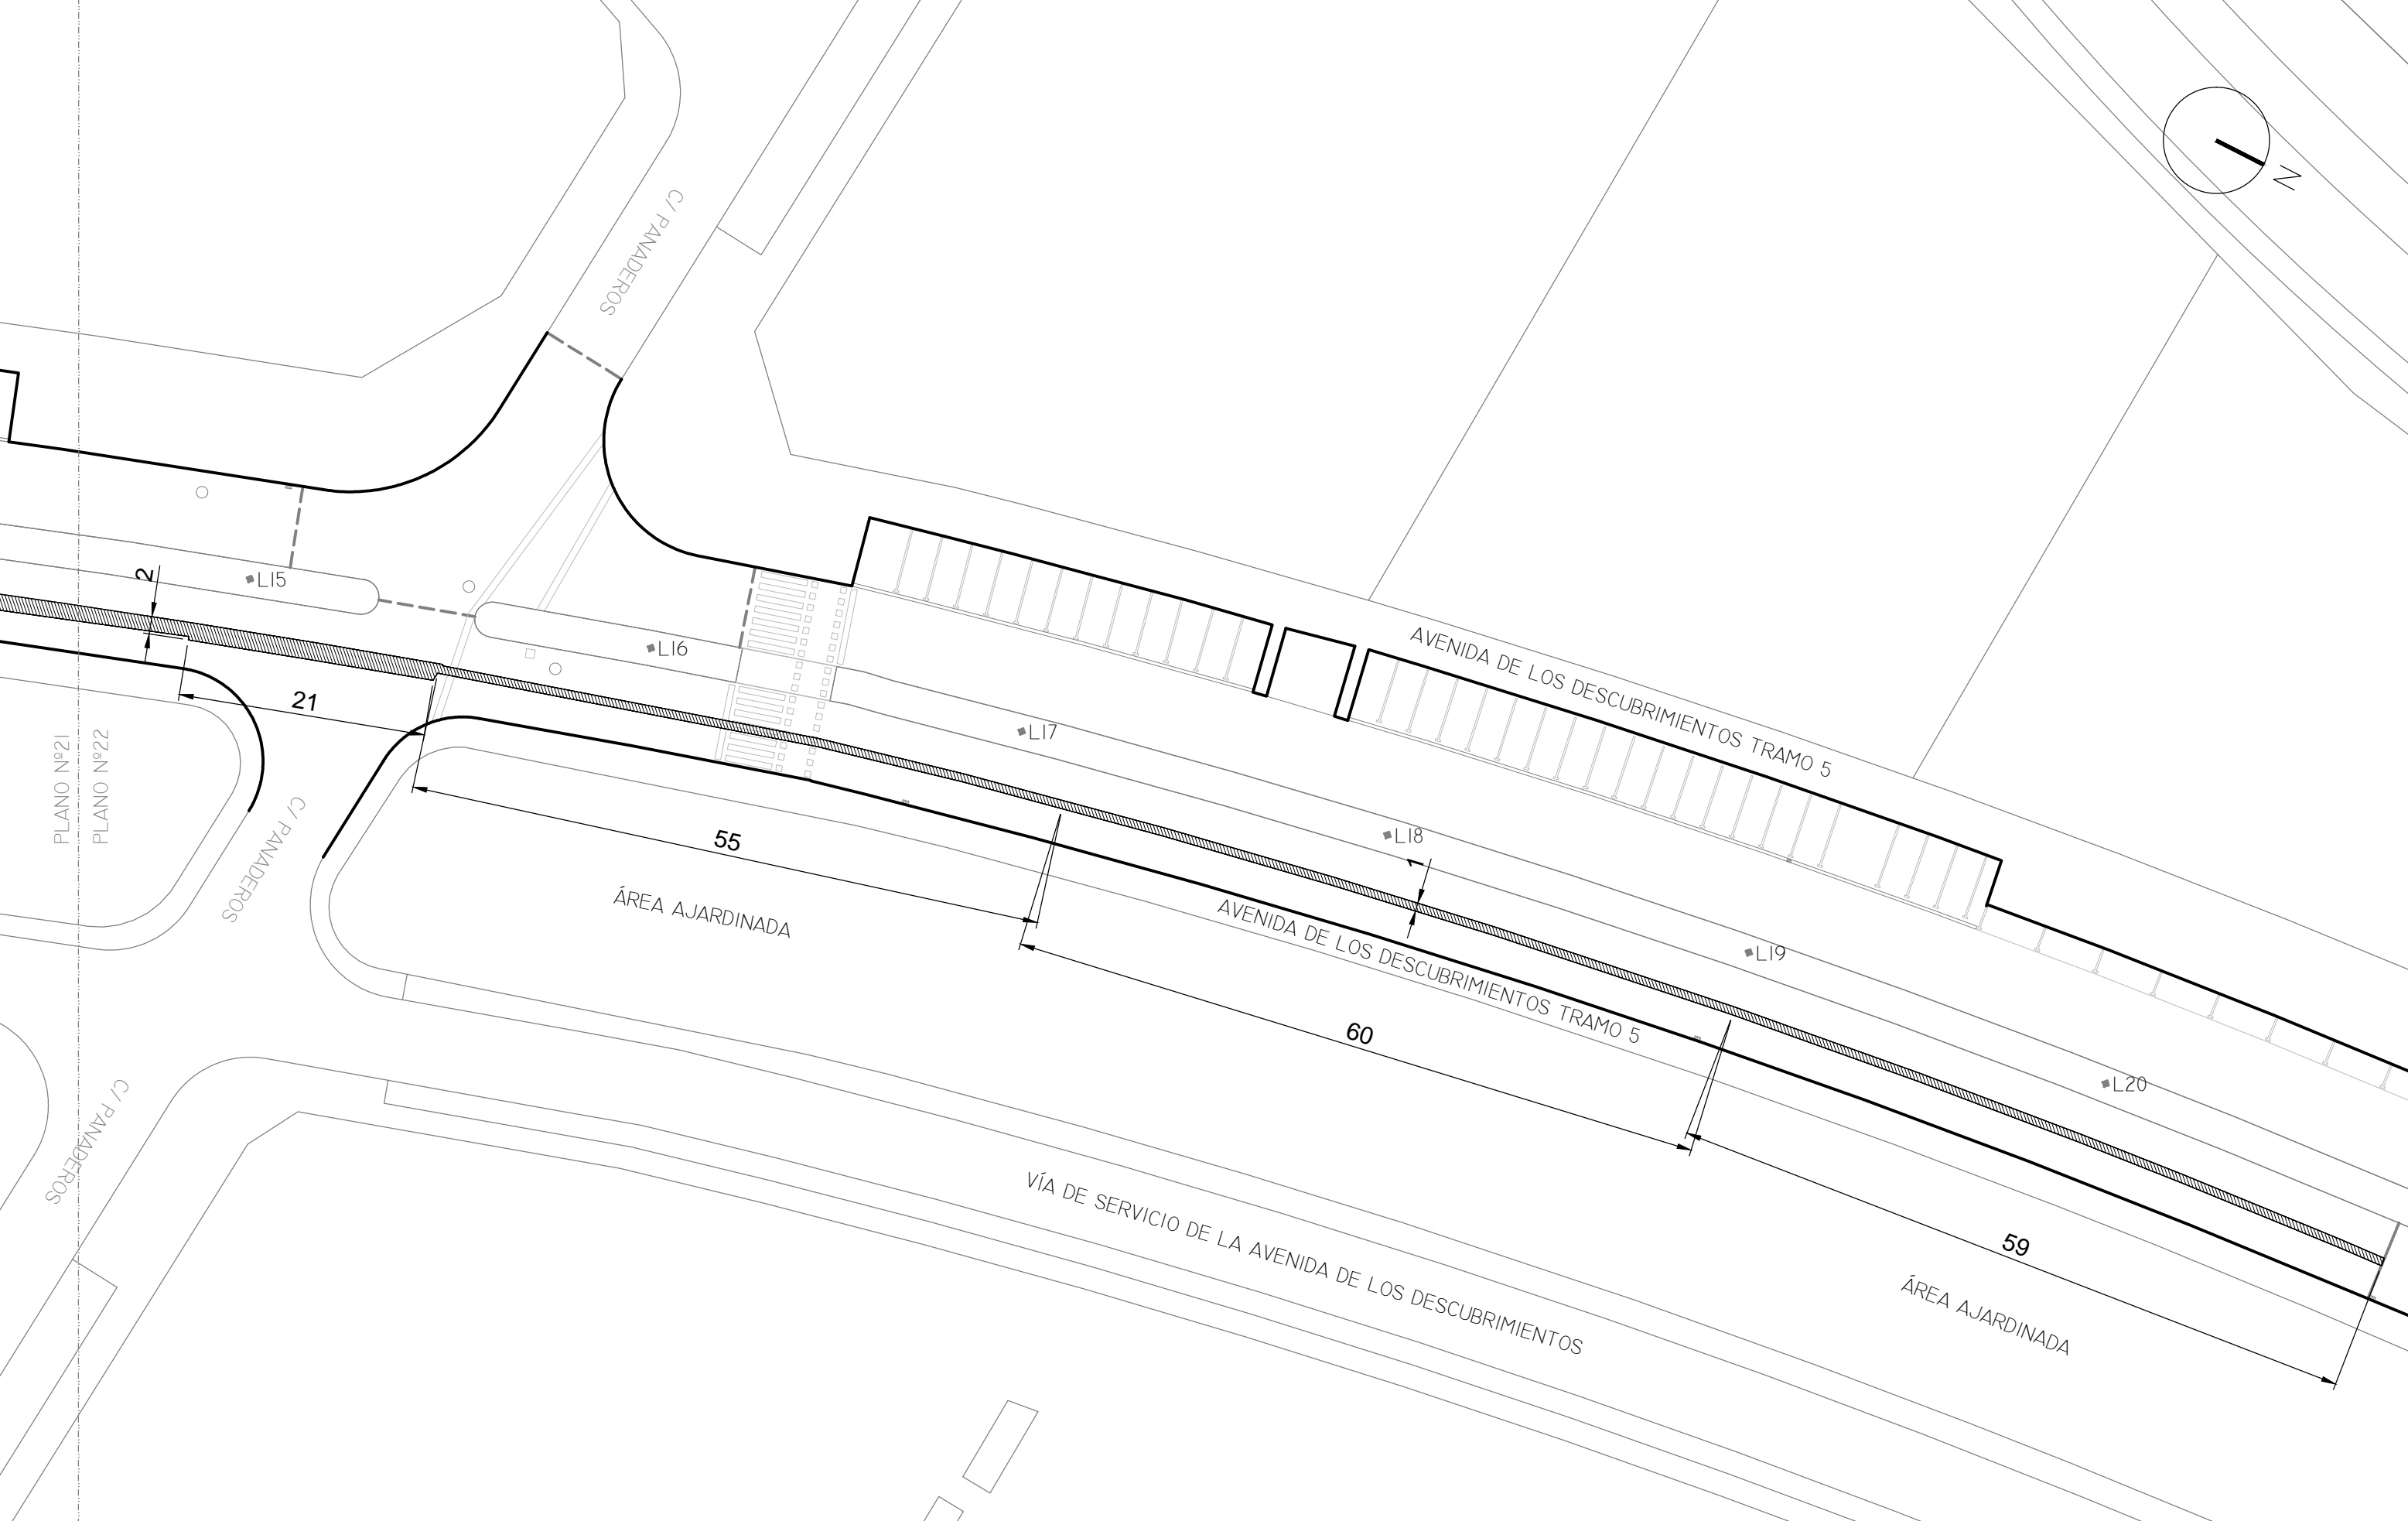 N
C/ PANADEROS
L15
2
L16
AVENIDA DE LOS DESCUBRIMIENTOS TRAMO 5
21
L17
PLANO Nº21
PLANO Nº22
C/ PANADEROS
55
L18
1
ÁREA AJARDINADA
AVENIDA DE LOS DESCUBRIMIENTOS TRAMO 5
L19
60
L20
C/ PANADEROS
VÍA DE SERVICIO DE LA AVENIDA DE LOS DESCUBRIMIENTOS
59
ÁREA AJARDINADA